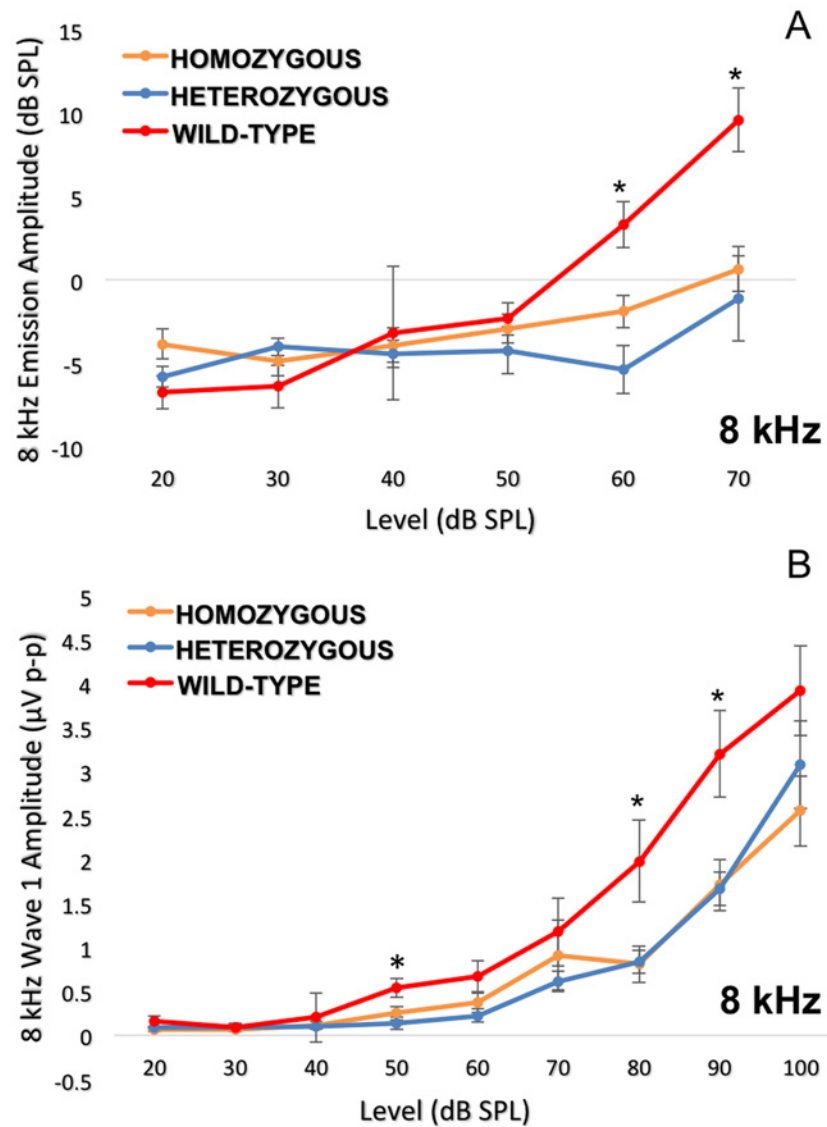 A
15
10
5
0
-5
-10
8 kHz Emission Amplitude (dB SPL)
HOMOZYGOUS
HETEROZYGOUS
WILD-TYPE
*
*
8 kHz
20 30 40 50 60 70
Level (dB SPL)
B
5
4.5
4
3.5
3
2.5
2
1.5
1
0.5
0
-0.5
8 kHz Wave 1 Amplitude (µV p-p)
HOMOZYGOUS
HETEROZYGOUS
WILD-TYPE
*
*
*
8 kHz
20 30 40 50 60 70 80 90 100
Level (dB SPL)